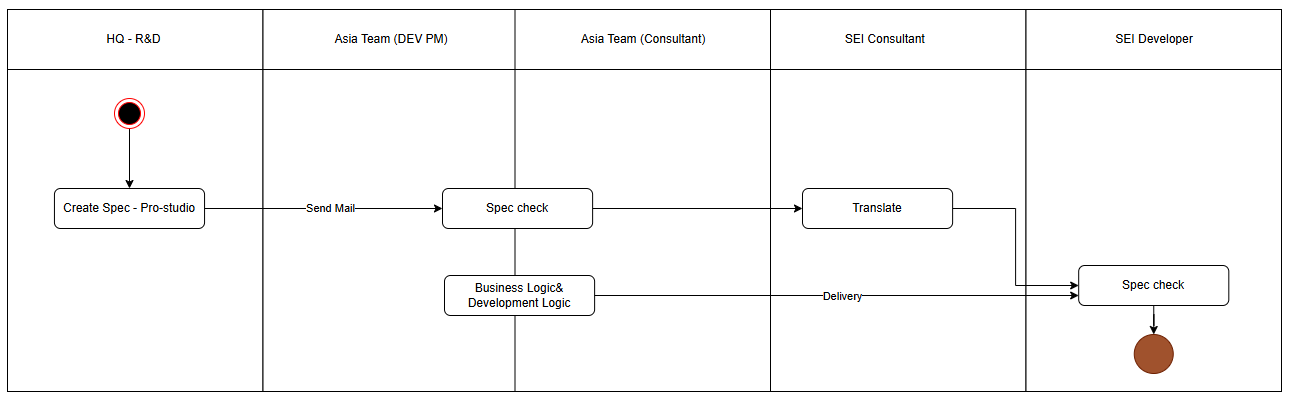 HQ - R&D
Asia Team (DEV PM)
Asia Team (Consultant)
SEI Consultant
SEI Developer
Create Spec - Pro-studio
Send Mail
Spec check
Translate
Business Logic&
Development Logic
Delivery
Spec check